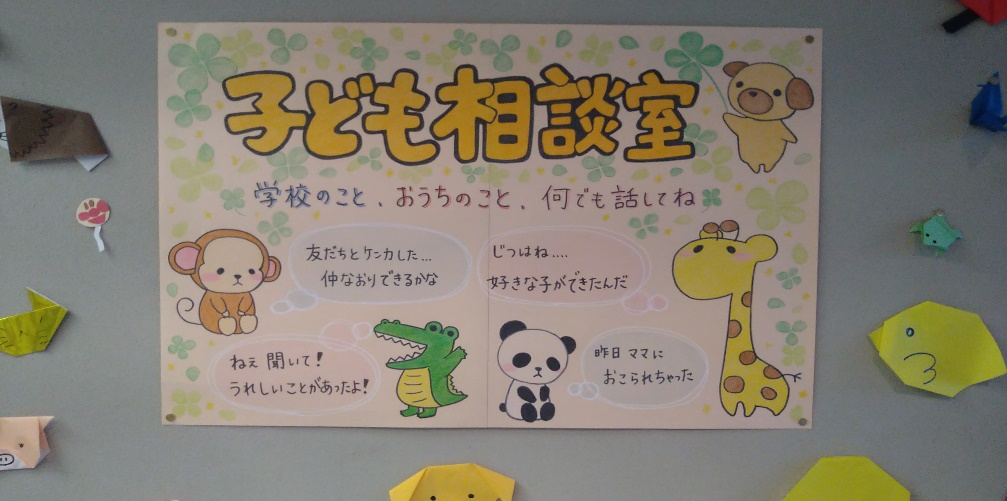 子ども相談室
学校のこと、おうちのこと、何でも話してね
友だちとケンカした…
仲なおりできるかな
じつはね....
好きな子ができたんだ
ねぇ 聞いて!
うれしいことがあったよ!
昨日 ママに
おこられちゃった